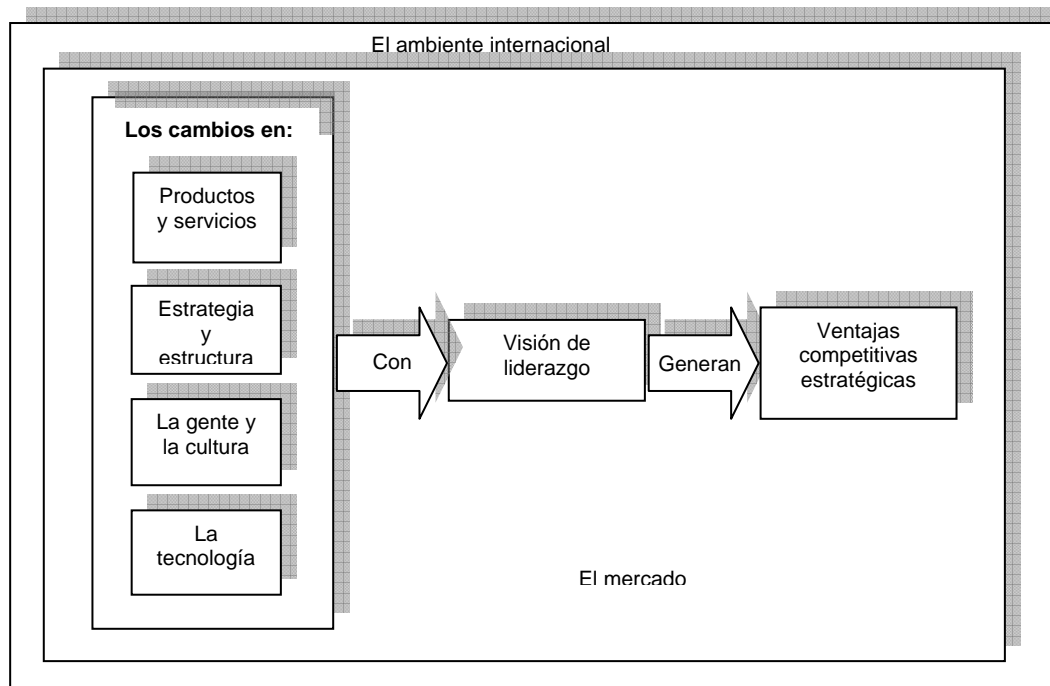 El ambiente internacional
Los cambios en:
Productos
y servicios
Estrategia
y
estructura
La gente y
la cultura
La
tecnología
Con
Visión de
liderazgo
Generan
Ventajas
competitivas
estratégicas
El mercado